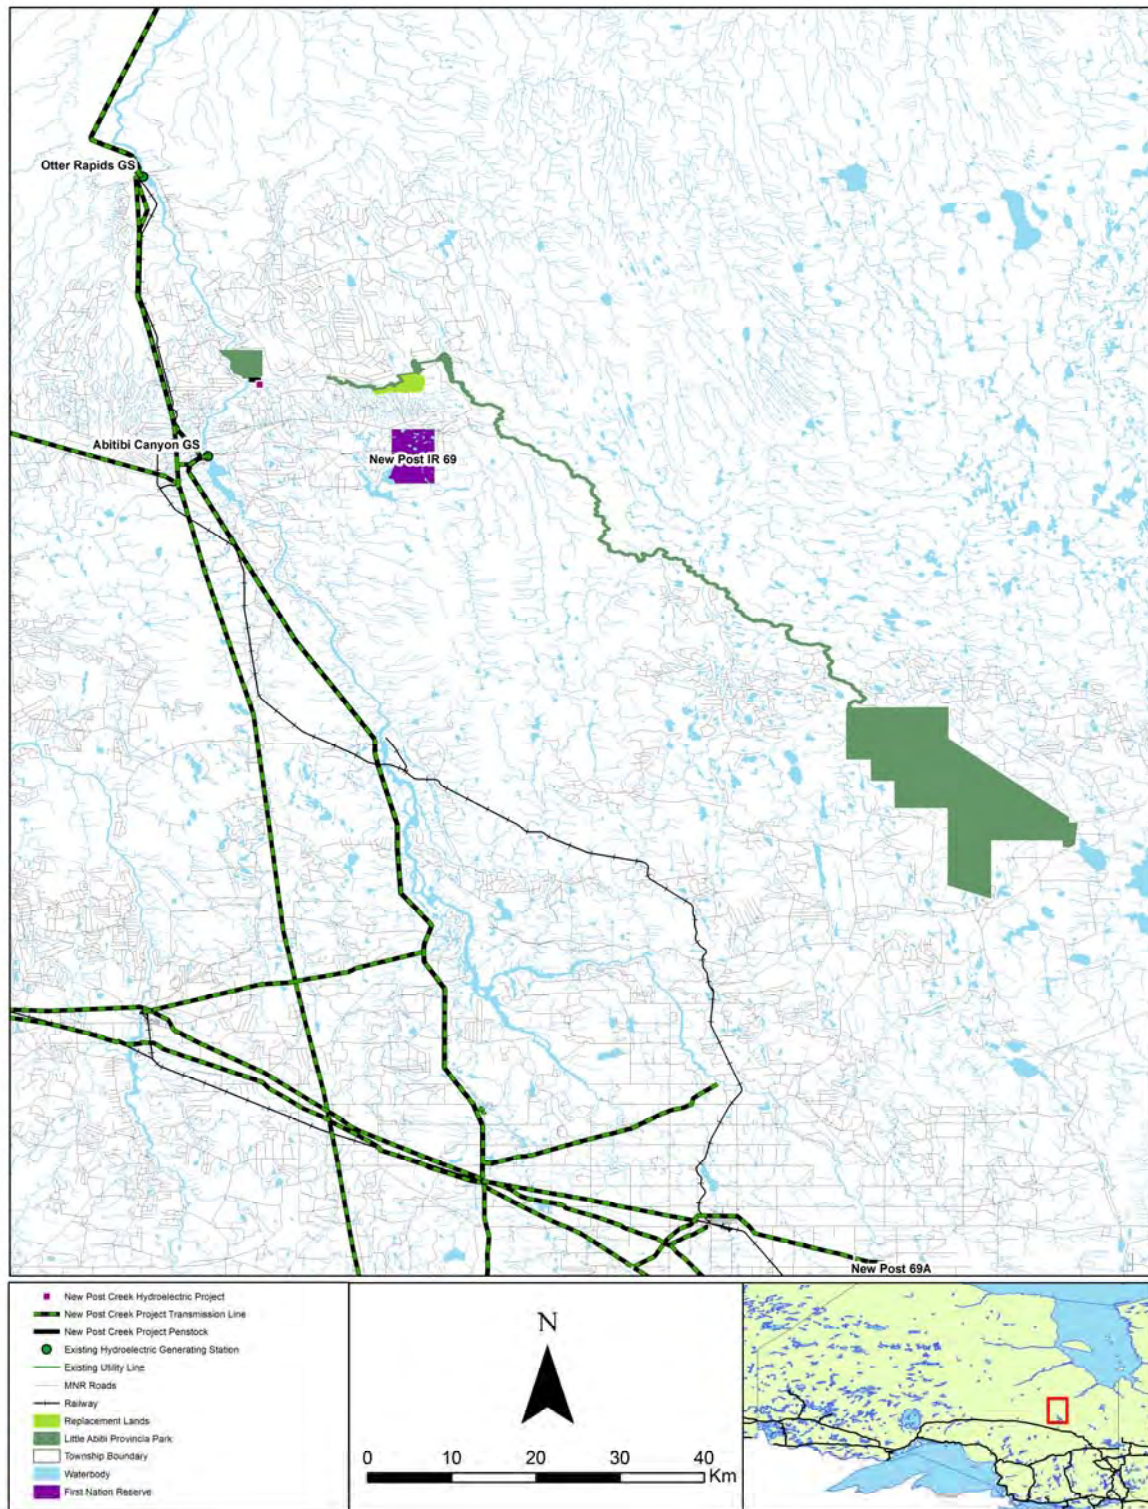 Otter Rapids GS
Abitibi Canyon GS
New Post IR 69
New Post 69A
New Post Creek Hydroelectric Project
New Post Creek Project Transmission Line
New Post Creek Project Penstock
Existing Hydroelectric Generating Station
Existing Utility Line
MNR Roads
Railway
Replacement Lands
Little Abiti Provincia Park
Township Boundary
Waterbody
First Nation Reserve
N
0 10 20 30 40
Km